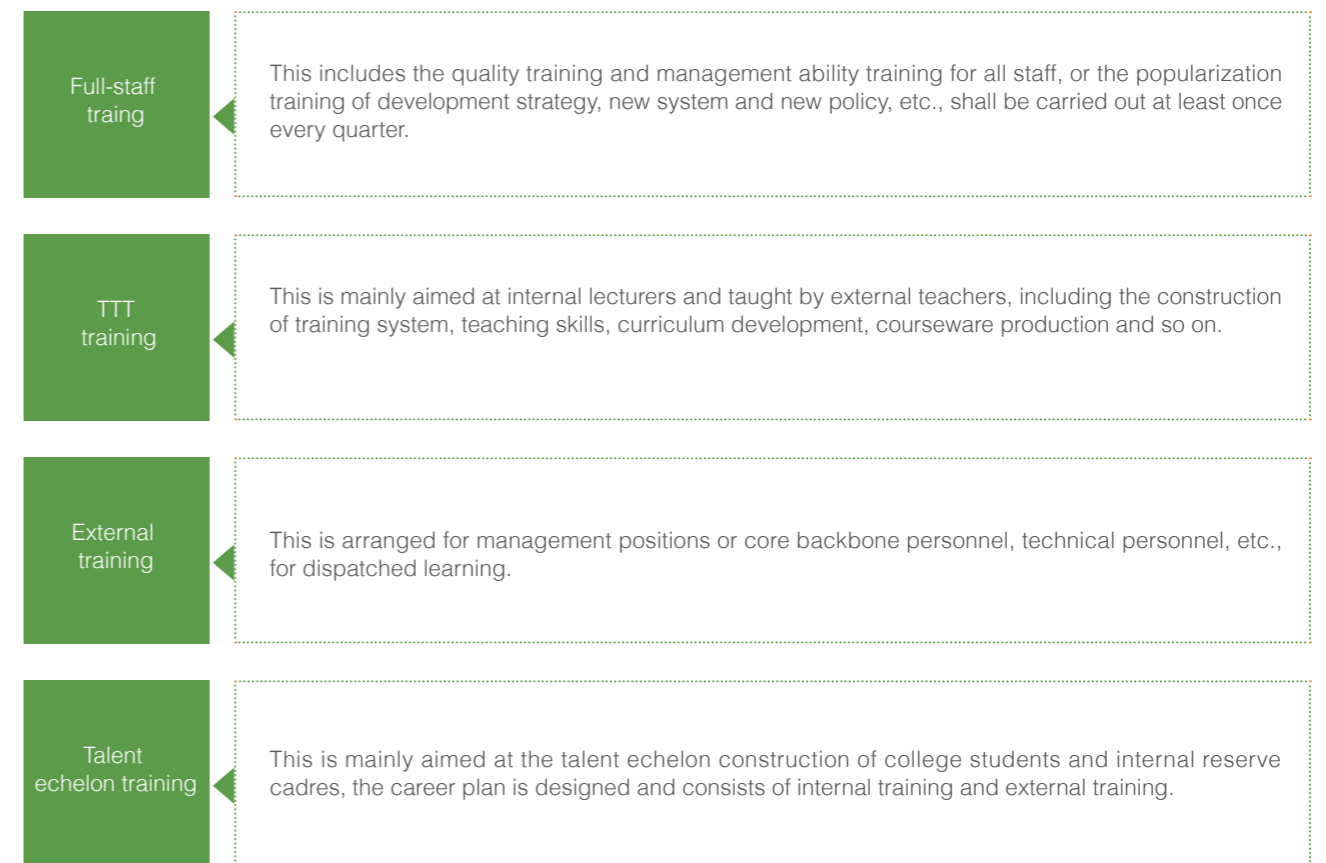 Full-staff
traing
This includes the quality training and management ability training for all staff, or the popularization
training of development strategy, new system and new policy, etc., shall be carried out at least once
every quarter.
TTT
training
This is mainly aimed at internal lecturers and taught by external teachers, including the construction
of training system, teaching skills, curriculum development, courseware production and so on.
External
training
This is arranged for management positions or core backbone personnel, technical personnel, etc.,
for dispatched learning.
Talent
echelon training
This is mainly aimed at the talent echelon construction of college students and internal reserve
cadres, the career plan is designed and consists of internal training and external training.